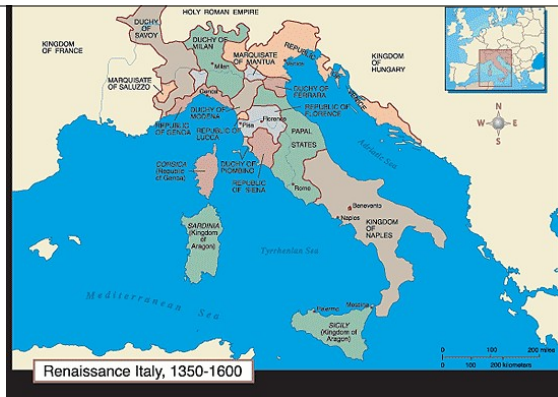 HOLY ROMAN EMPIRE
DUCHY
OF
SAVOY
DUCHY OF
MILAN
REPUBLIC
OF
VENICE
KINGDOM
OF FRANCE
MARQUISATE
OF MANTUA
KINGDOM
OF
HUNGARY
Milan
Venice
MARQUISATE
OF SALUZZO
DUCHY OF
FERRARA
Genoa
DUCHY OF
MODENA
REPUBLIC
OF FLORENCE
REPUBLIC
OF GENOA
REPUBLIC OF
LUCCA
Pisa
Florence
PAPAL
STATES
N
W
E
S
Adriatic Sea
CORSICA
(Republic
of Genoa)
DUCHY OF
PIOMBINO
REPUBLIC
OF SIENA
Rome
SARDINIA
(Kingdom
of Aragon)
Benevento
Naples
KINGDOM
OF
NAPLES
Tyrrhenian Sea
Mediterranean Sea
Palermo
Messina
SICILY
(Kingdom
of Aragon)
0 100 200 miles
0 100 200 kilometers
Renaissance Italy, 1350-1600